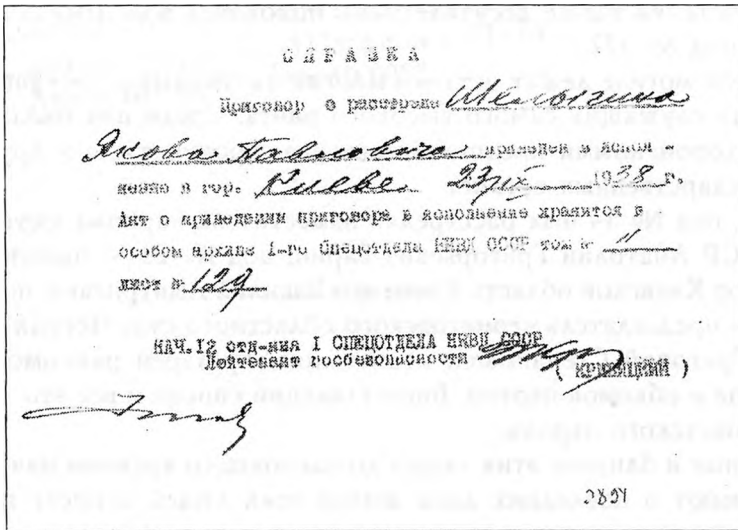 СПРАВКА
Приговор о расстреле
Якова Павловича приведен в испол
нение в гор. Киеве. 23/IX 1938 г.
Акт о приведении приговора в исполнение хранится в
особом архиве 1-го Спецотдела НКВД СССР том № 11
лист № 129
НАЧ.12 отд-ния I СПЕЦОТДЕЛА НКВД СССР
Лейтенант госбезопасности
( КРИВИЦКИЙ )